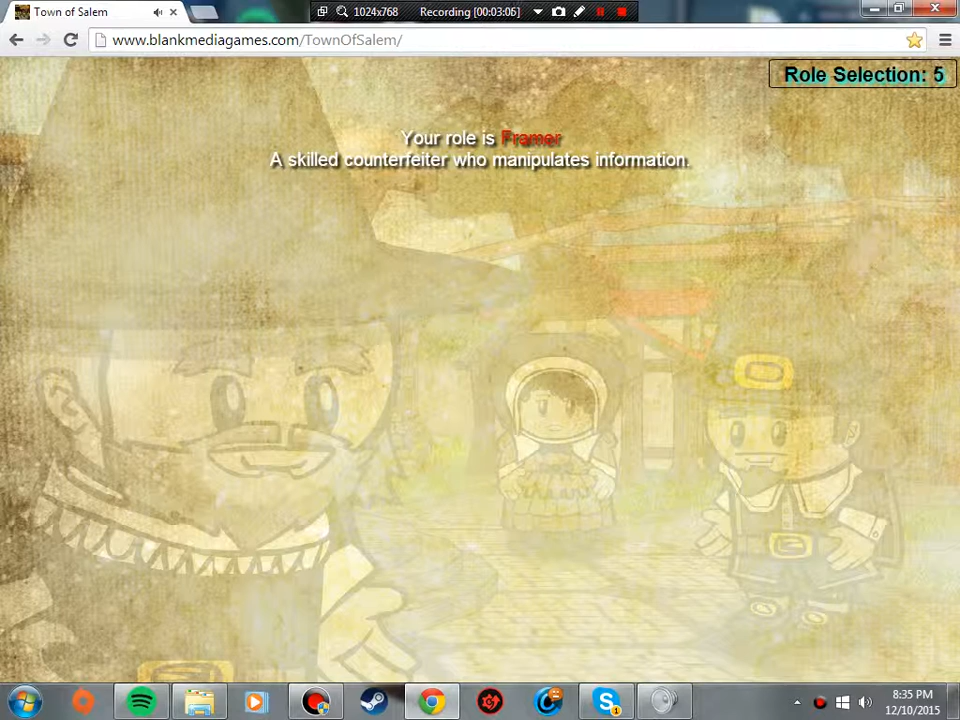 Town of Salem
1024x768
Recording [00:03:06]
www.blankmediagames.com/TownOfSalem/
Role Selection: 5
Your role is Framer
A skilled counterfeiter who manipulates information.
8:35 PM
12/10/2015